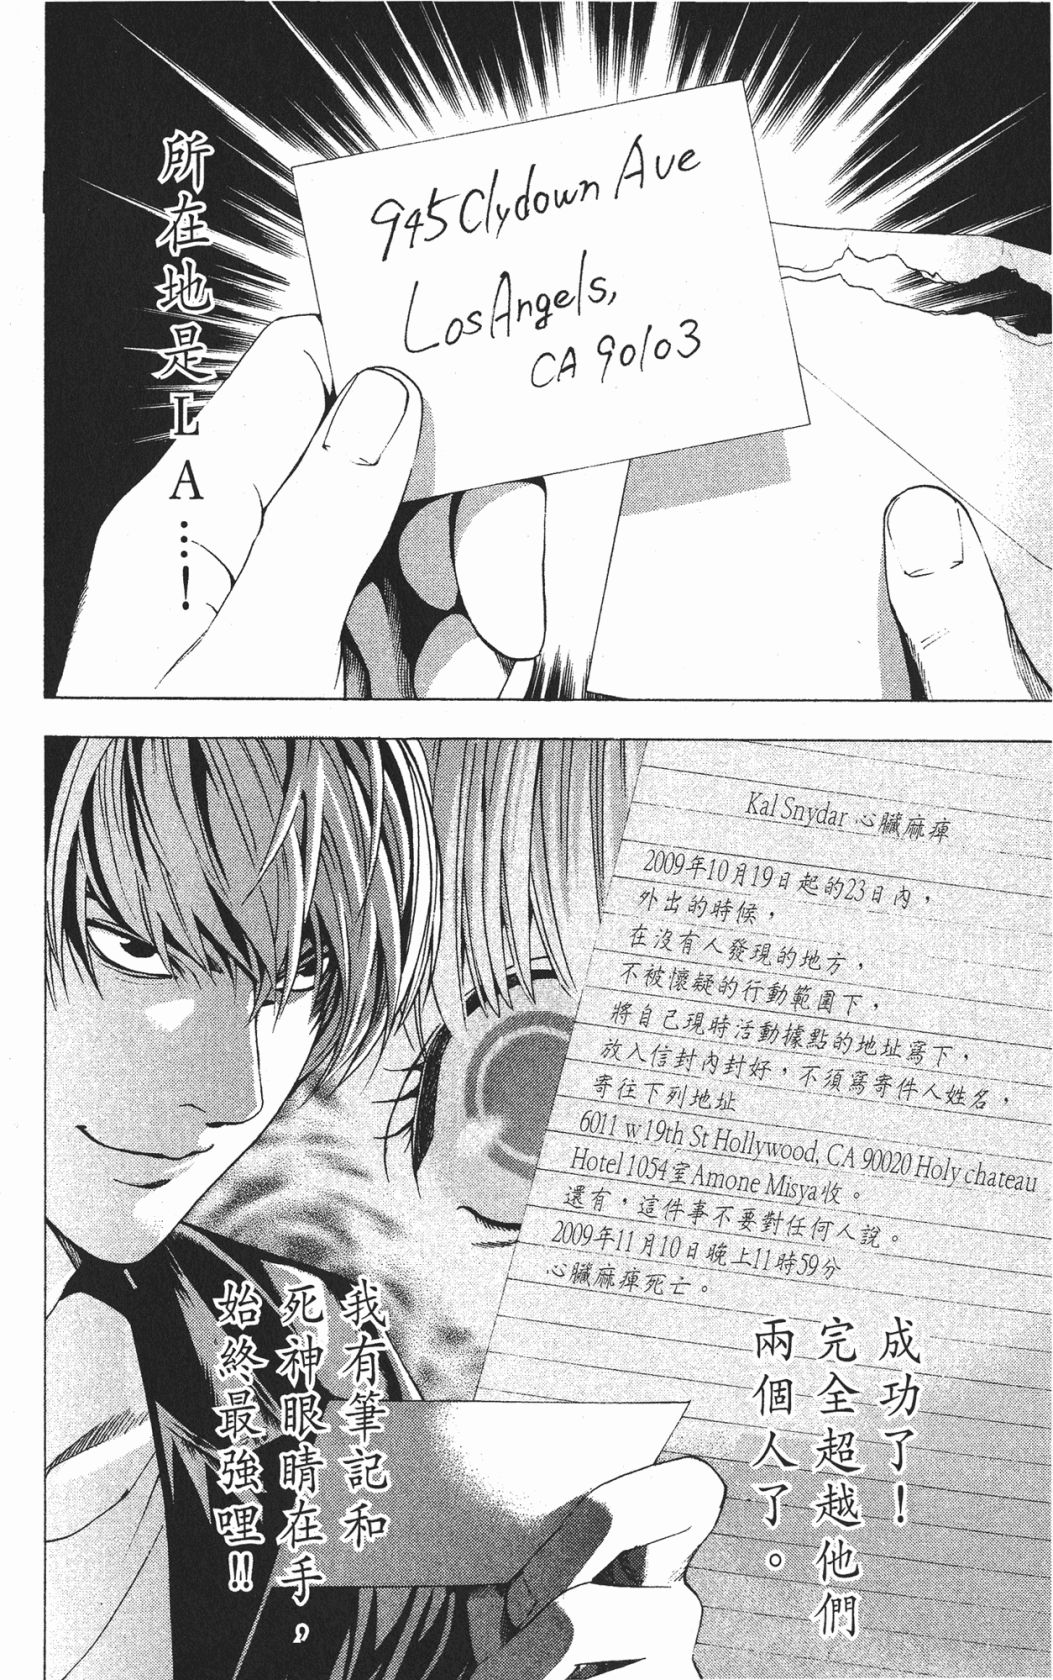 945 Clydown Ave
Los Angels,
CA 90103
所在地是LA…！
Kal Snydar 心臟麻痺
2009年10月19日起的23日內，
外出的時候，
在沒有人發現的地方，
不被懷疑的行動範圍下，
將自己現時活動據點的地址寫下，
放入信封內封好，不須寫寄件人姓名，
寄往下列地址
6011 w 19th St Hollywood, CA 90020 Holy chateau
Hotel 1054室Amone Misya收。
還有，這件事不要對任何人說。
2009年11月10日晚上11時59分
心臟麻痺死亡。
成功了！
完全超越他們
兩個人了。
我有筆記和
死神眼睛在手，
始終最強哩!!